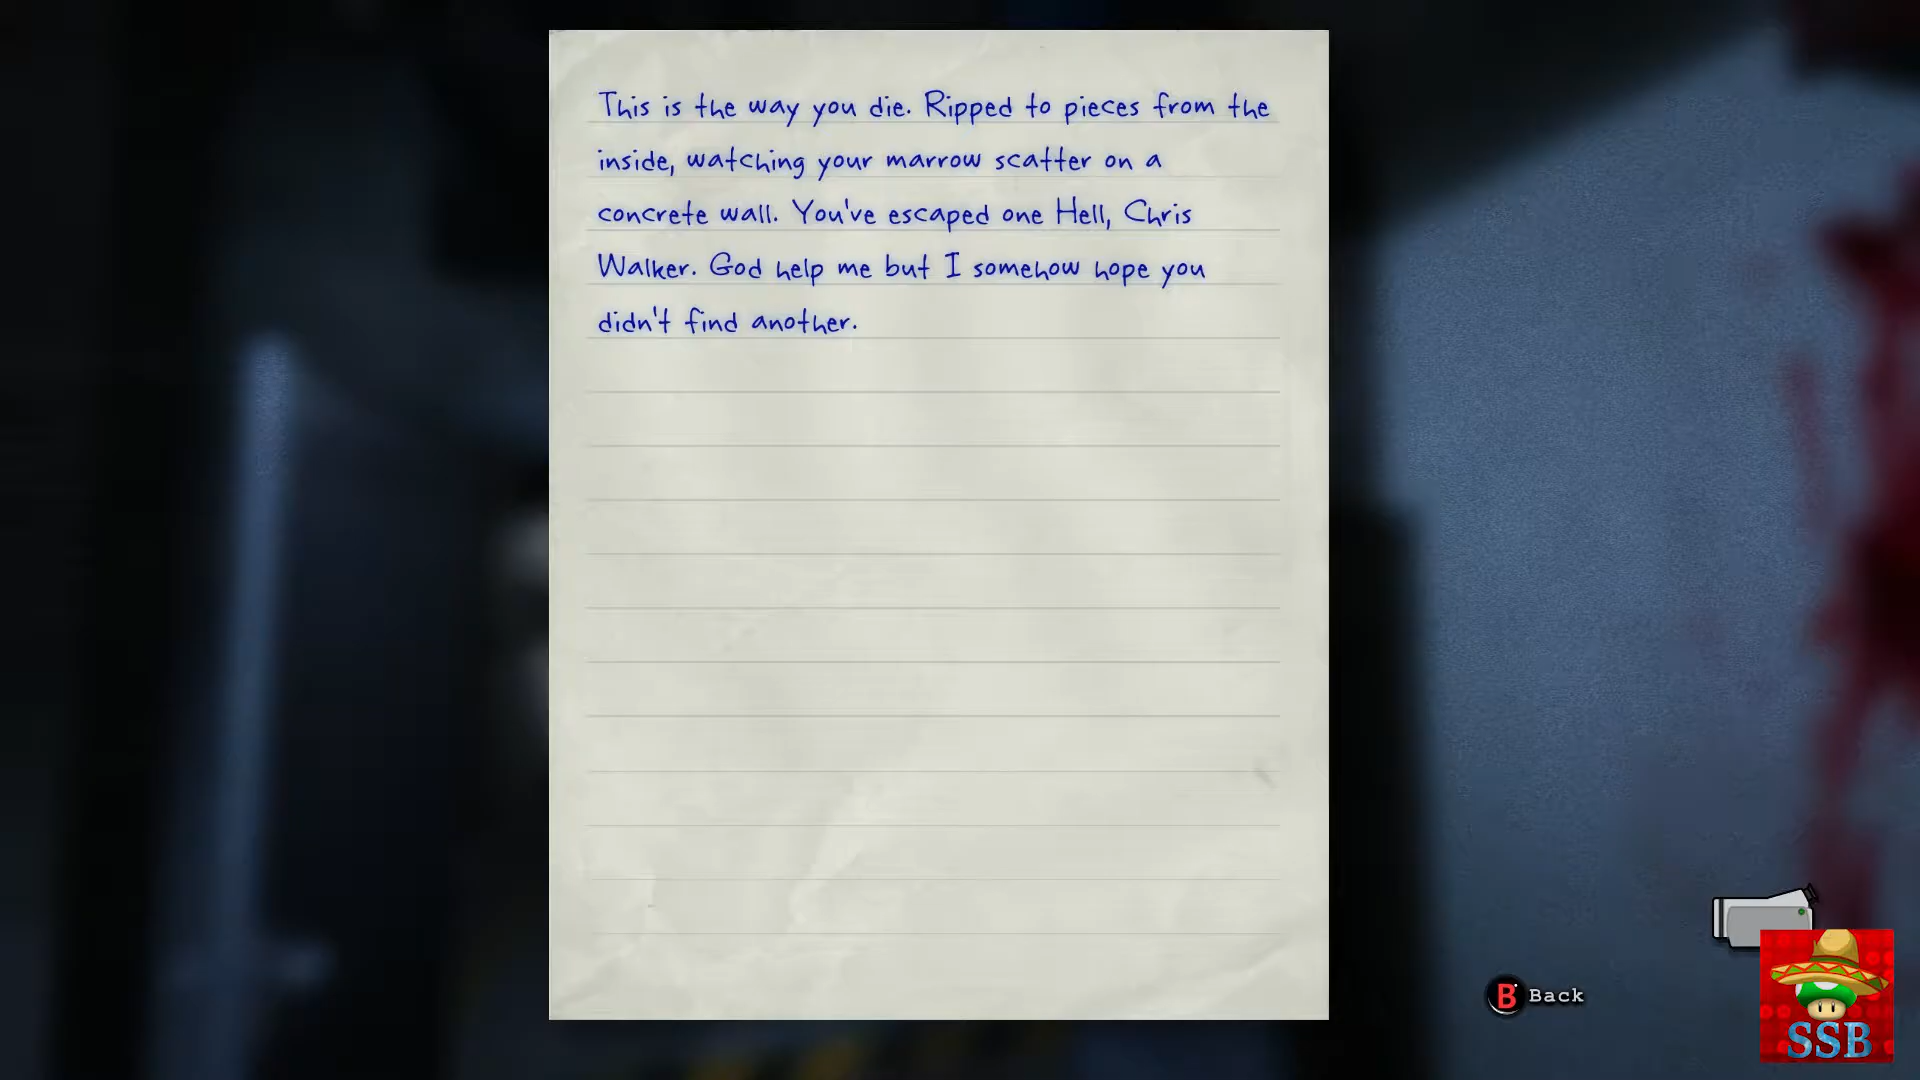 This is the way you die. Ripped to pieces from the
inside, watching your marrow scatter on a
concrete wall. You've escaped one Hell, Chris
Walker. God help me but I somehow hope you
didn't find another.
B Back
SSB